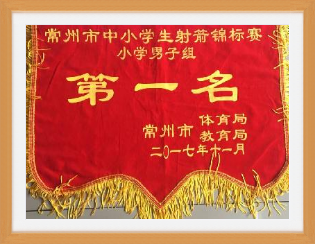 常州市中小学生射箭锦标赛
小学男子组
第一名
常州市 体育局
教育局
二〇一七年十一月